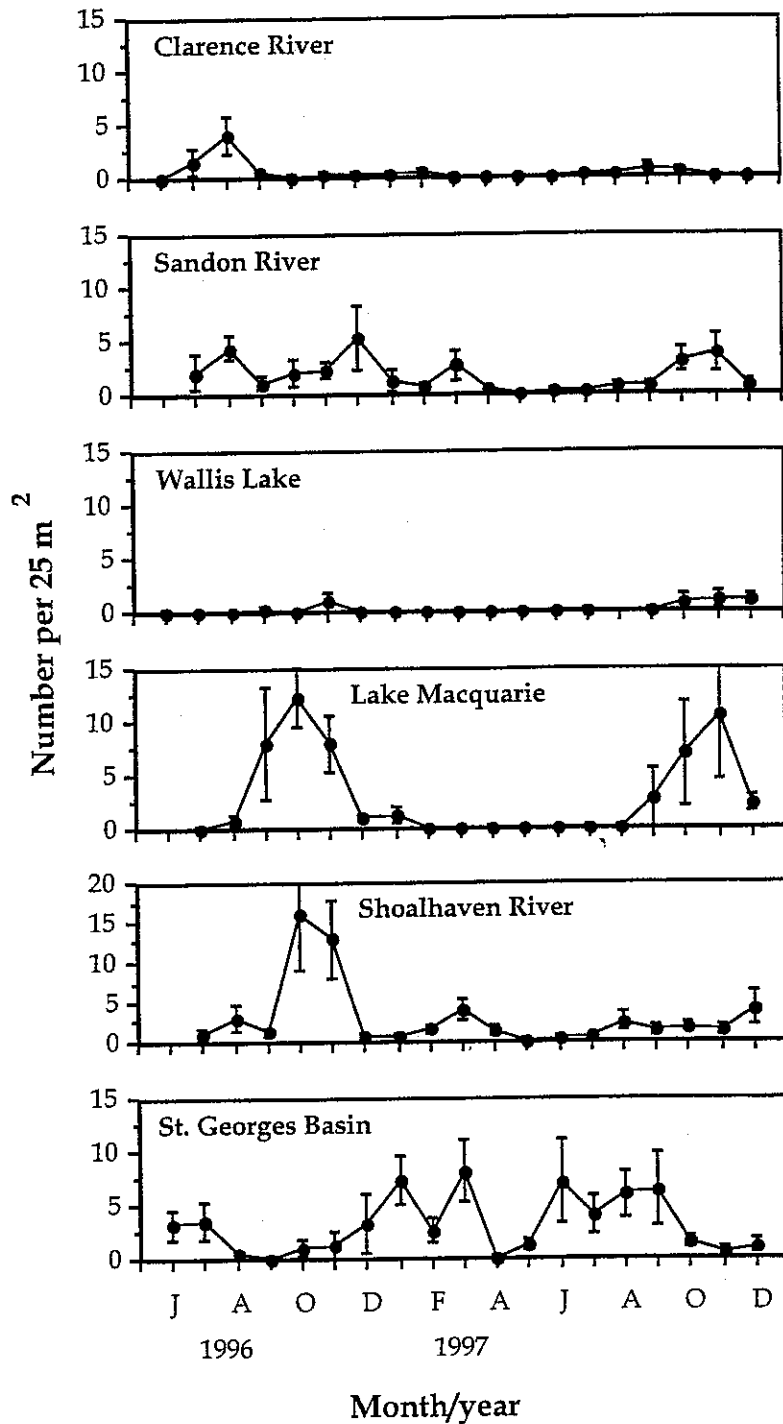 15
Clarence River
10
5
0
15
Sandon River
10
5
0
15
Wallis Lake
10
5
0
15
Lake Macquarie
10
5
0
20
Shoalhaven River
15
10
5
0
15
St. Georges Basin
10
5
0
Number per 25 m 2
J A O D F A J A O D
1996 1997
Month/year